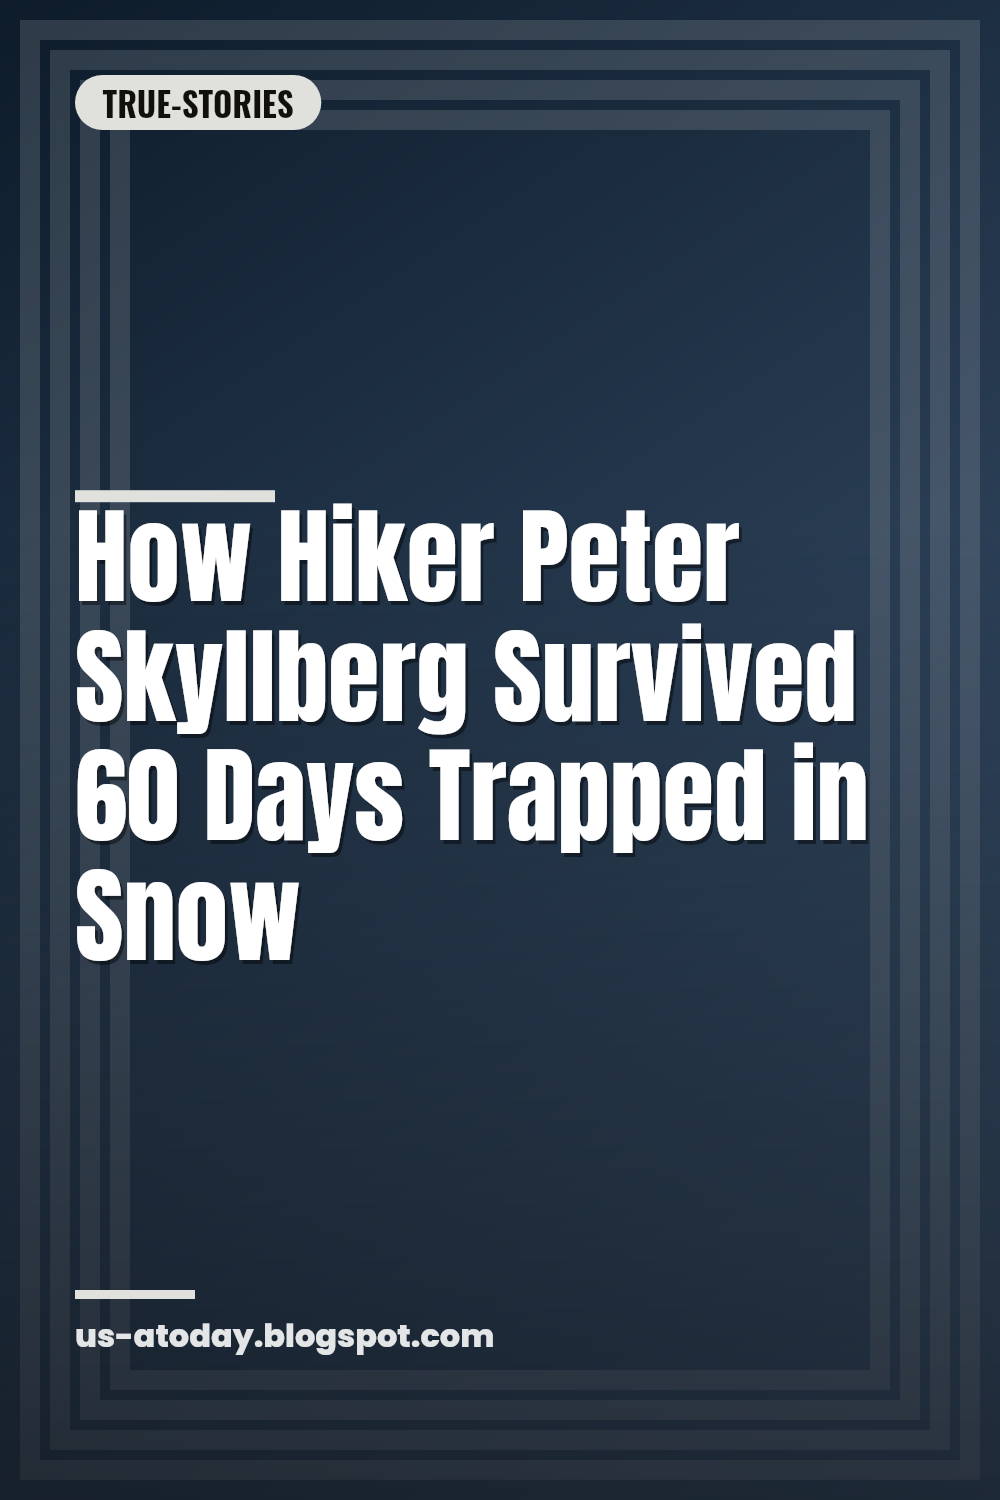 TRUE-STORIES
How Hiker Peter
Skyllberg Survived
60 Days Trapped in
Snow
us-atoday.blogspot.com